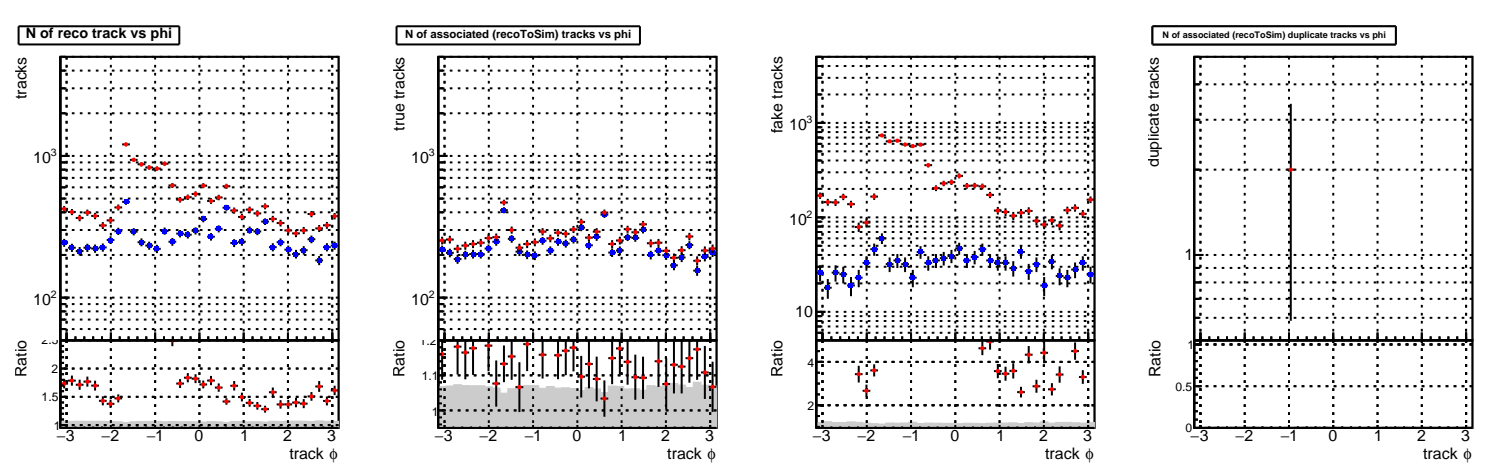 N of reco track vs phi
tracks
10³
10²
Ratio
2
1.5
1
−3 −2 −1 0 1 2 3
track ϕ
N of associated (recoToSim) tracks vs phi
true tracks
10³
10²
Ratio
1.2
1.1
1
−3 −2 −1 0 1 2 3
track ϕ
fake tracks
10³
10²
10
Ratio
4
2
−3 −2 −1 0 1 2 3
track ϕ
N of associated (recoToSim) duplicate tracks vs phi
duplicate tracks
1
Ratio
1
0.5
0
−3 −2 −1 0 1 2 3
track ϕ